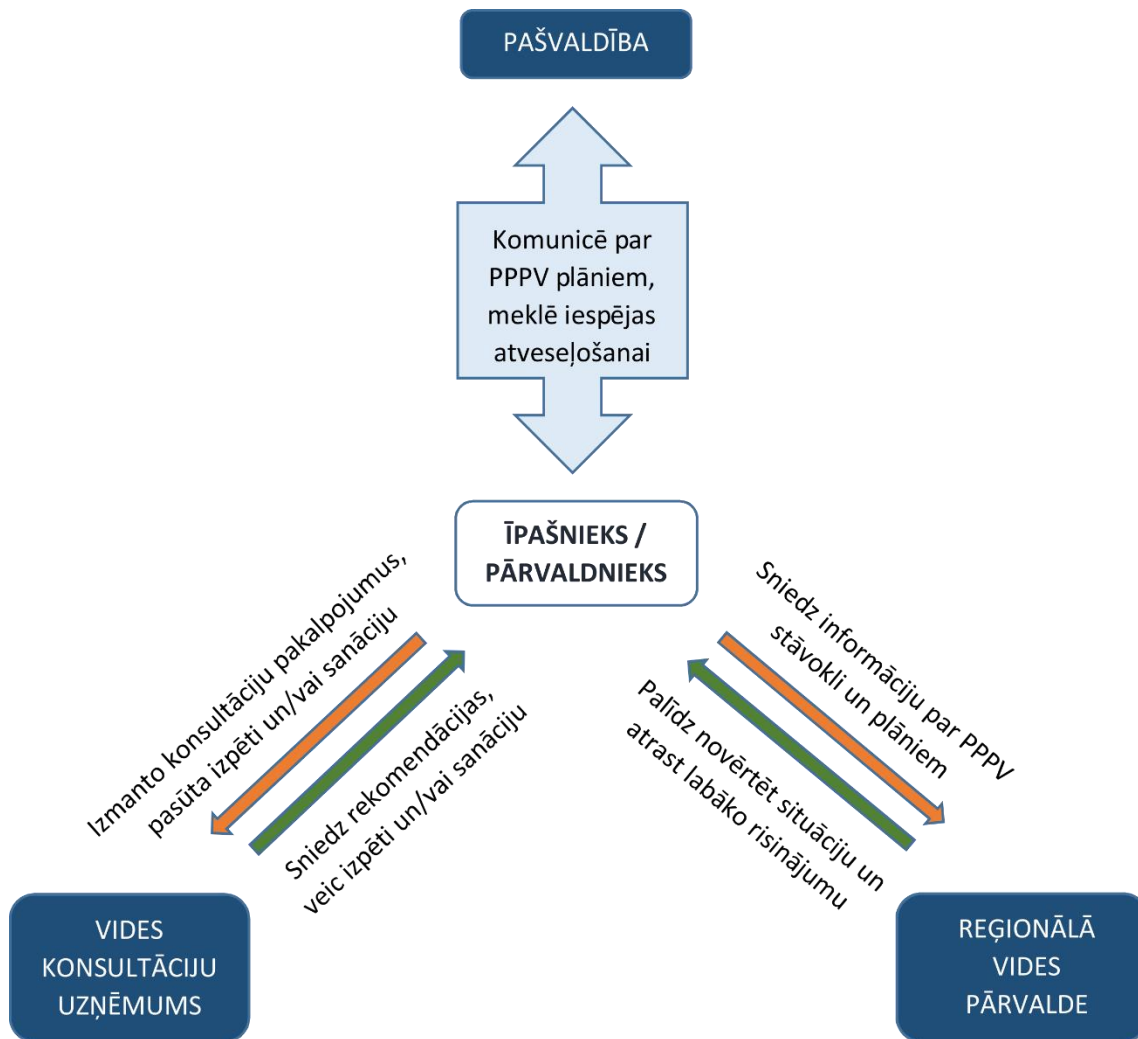 PAŠVALDĪBA
Komunicē par
PPPV plāniem,
meklē iespējas
atveseļošanai
ĪPAŠNIEKS /
PĀRVALDNIEKS
Izmanto konsultāciju pakalpojumus,
pasūta izpēti un/vai sanāciju
Sniedz rekomendācijas,
veic izpēti un/vai sanāciju
Sniedz informāciju par PPPV
stāvokli un plāniem
Palīdz novērtēt situāciju un
atrast labāko risinājumu
VIDES
KONSULTĀCIJU
UZŅĒMUMS
REĢIONĀLĀ
VIDES
PĀRVALDE